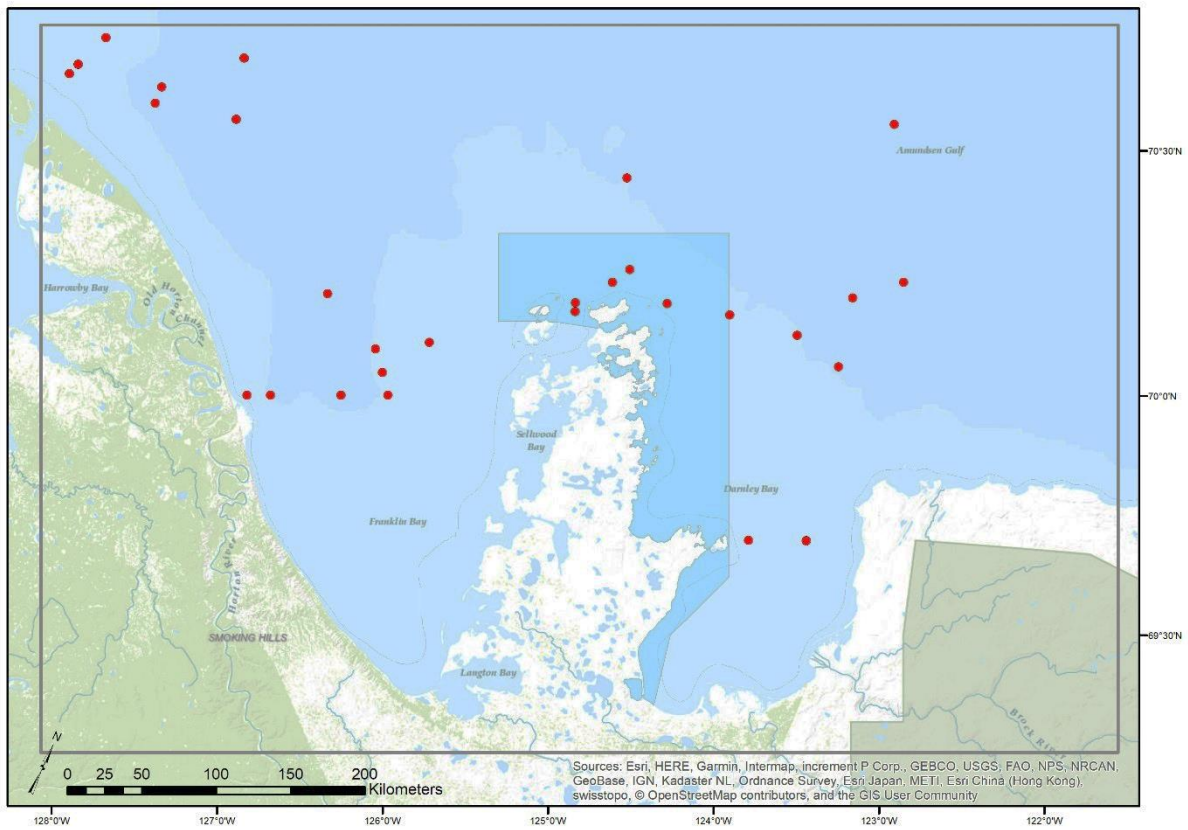 Amundsen Gulf
70°30'N
Harrowby Bay
Old Horton
Channel
70°0'N
Sellwood
Bay
Darnley Bay
Franklin Bay
Horton River
69°30'N
SMOKING HILLS
Langton Bay
Brock River
N
0 25 50 100 150 200
Kilometers
Sources: Esri, HERE, Garmin, Intermap, increment P Corp., GEBCO, USGS, FAO, NPS, NRCAN,
GeoBase, IGN, Kadaster NL, Ordnance Survey, Esri Japan, METI, Esri China (Hong Kong),
swisstopo, © OpenStreetMap contributors, and the GIS User Community
128°0'W 127°0'W 126°0'W 125°0'W 124°0'W 123°0'W 122°0'W